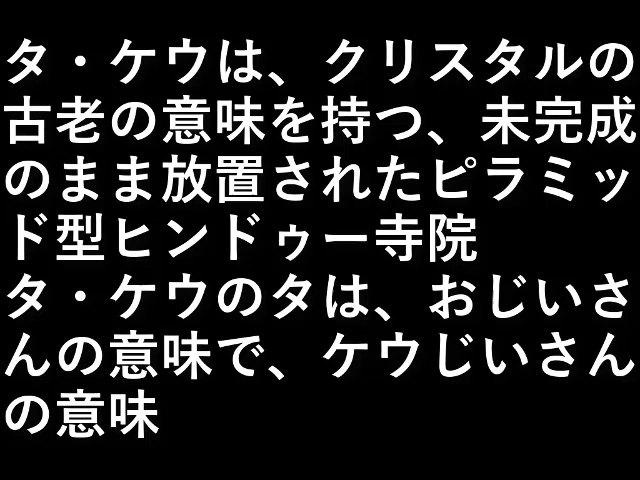 タ・ケウは、クリスタルの
古老の意味を持つ、未完成
のまま放置されたピラミッ
ド型ヒンドゥー寺院
タ・ケウのタは、おじいさ
んの意味で、ケウじいさん
の意味